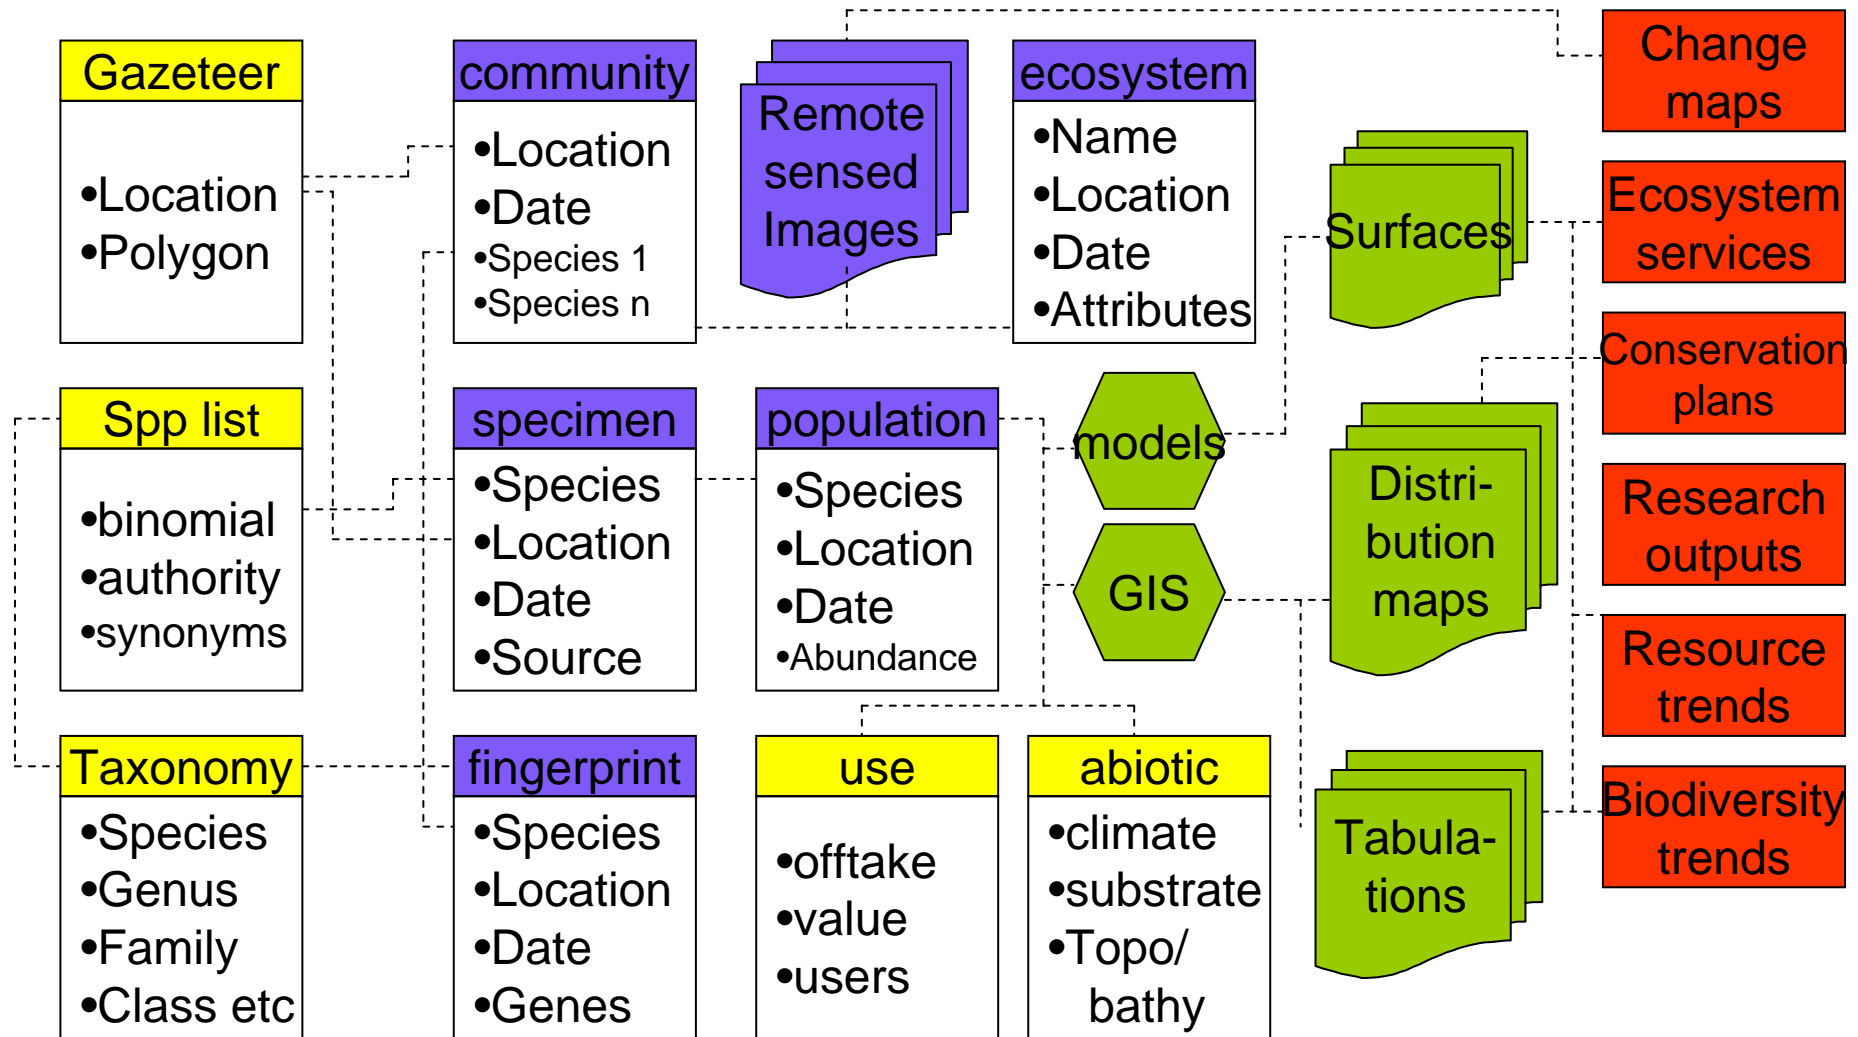 Gazeteer
•Location
•Polygon
community
•Location
•Date
•Species 1
•Species n
Remote
sensed
Images
ecosystem
•Name
•Location
•Date
•Attributes
Surfaces
Change
maps
Ecosystem
services
Conservation
plans
Research
outputs
Resource
trends
Biodiversity
trends
Spp list
•binomial
•authority
•synonyms
specimen
•Species
•Location
•Date
•Source
population
•Species
•Location
•Date
•Abundance
models
GIS
Distri-
bution
maps
Taxonomy
•Species
•Genus
•Family
•Class etc
fingerprint
•Species
•Location
•Date
•Genes
use
•offtake
•value
•users
abiotic
•climate
•substrate
•Topo/
bathy
Tabula-
tions